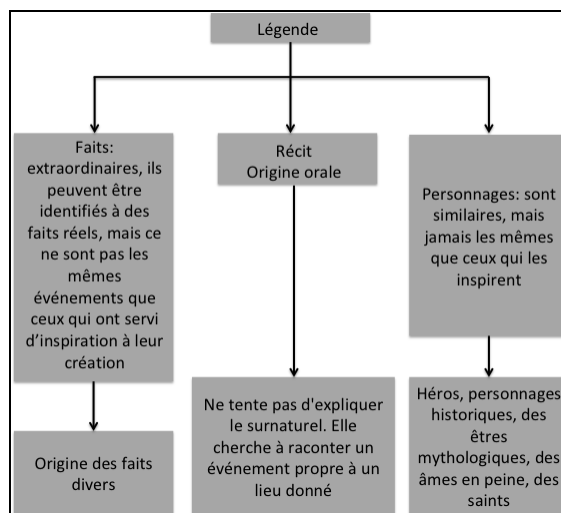 Légende
Faits:
extraordinaires, ils
peuvent être
identifiés à des
faits réels, mais ce
ne sont pas les
mêmes
événements que
ceux qui ont servi
d'inspiration à leur
création
Récit
Origine orale
Personnages: sont
similaires, mais
jamais les mêmes
que ceux qui les
inspirent
Origine des faits
divers
Ne tente pas d'expliquer
le surnaturel. Elle
cherche à raconter un
événement propre à un
lieu donné
Héros, personnages
historiques, des
êtres
mythologiques, des
âmes en peine, des
saints